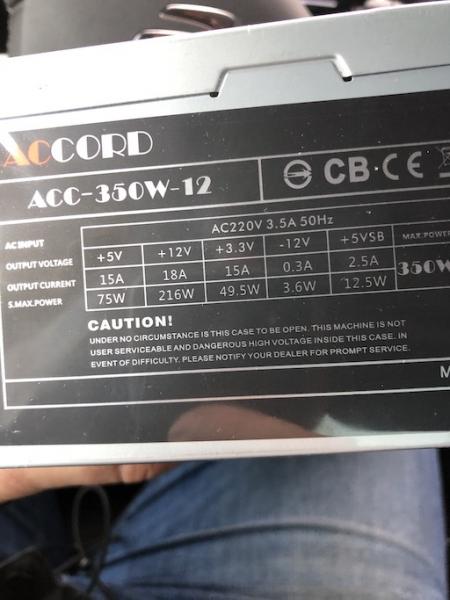 ACCORD
ACC-350W-12
CB CE
AC INPUT AC220V 3.5A 50Hz
OUTPUT VOLTAGE +5V +12V +3.3V -12V +5VSB MAX.POWER
OUTPUT CURRENT 15A 18A 15A 0.3A 2.5A 350W
S.MAX.POWER 75W 216W 49.5W 3.6W 12.5W
CAUTION!
UNDER NO CIRCUMSTANCE IS THIS CASE TO BE OPEN. THIS MACHINE IS NOT
USER SERVICEABLE AND DANGEROUS HIGH VOLTAGE INSIDE THIS CASE. IN
EVENT OF DIFFICULTY. PLEASE NOTIFY YOUR DEALER FOR PROMPT SERVICE.
M